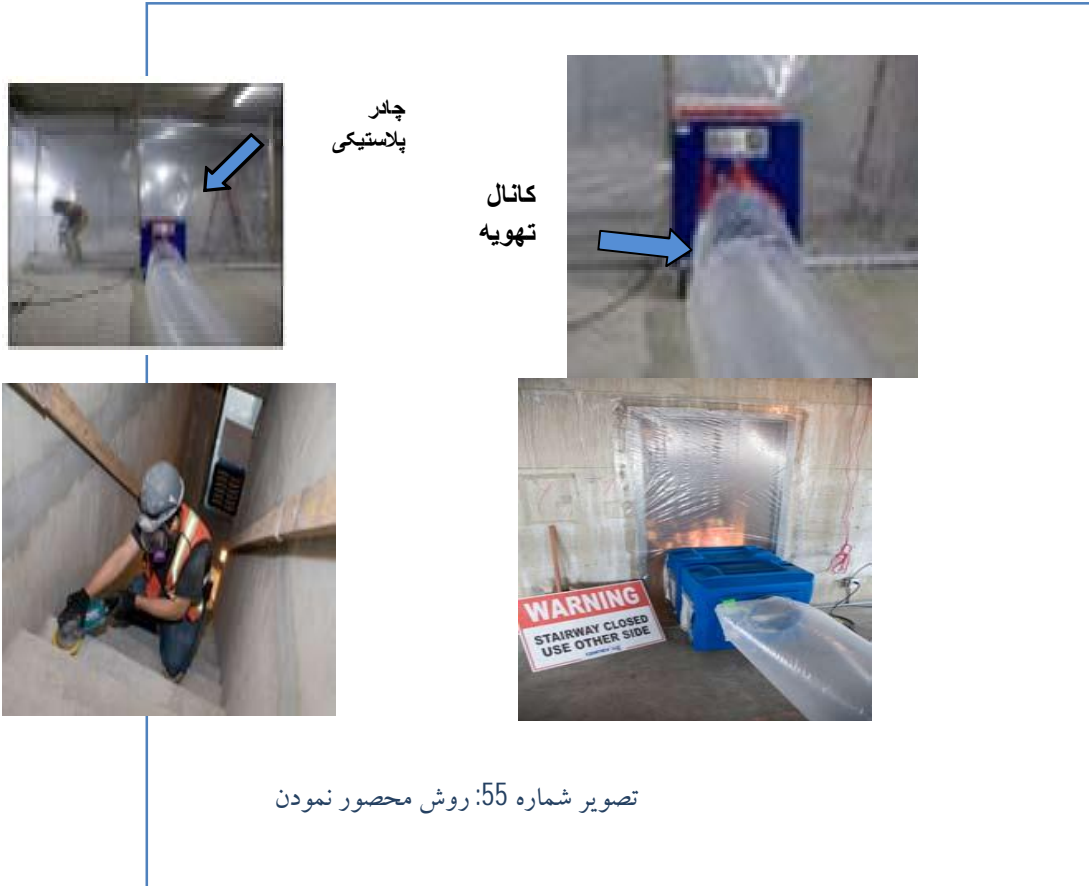 چادر
پلاستیکی
کانال
تهویه
WARNING
STAIRWAY CLOSED
USE OTHER SIDE
تصویر شماره 55: روش محصور نمودن